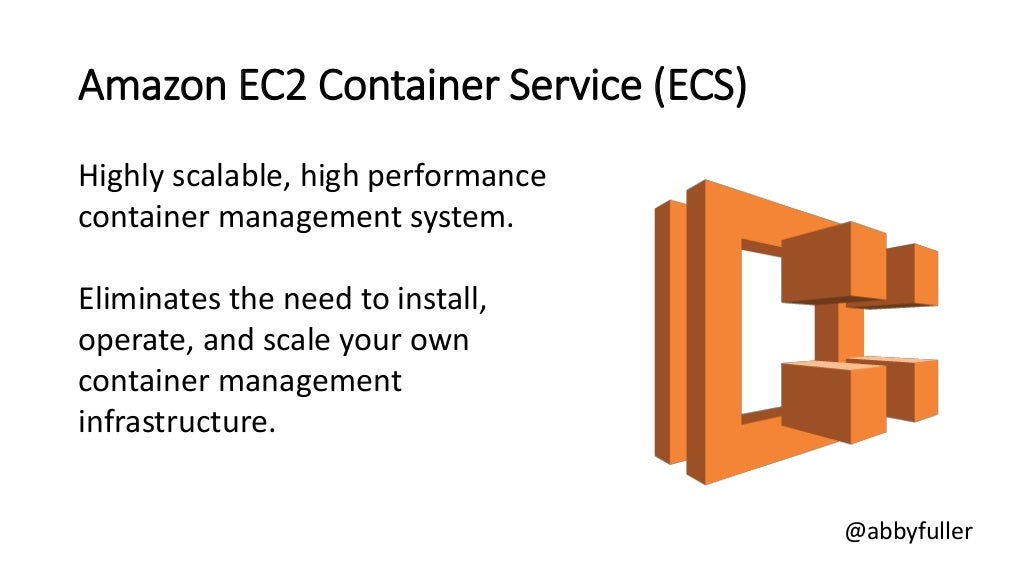 Amazon EC2 Container Service (ECS)
Highly scalable, high performance
container management system.
Eliminates the need to install,
operate, and scale your own
container management
infrastructure.
@abbyfuller